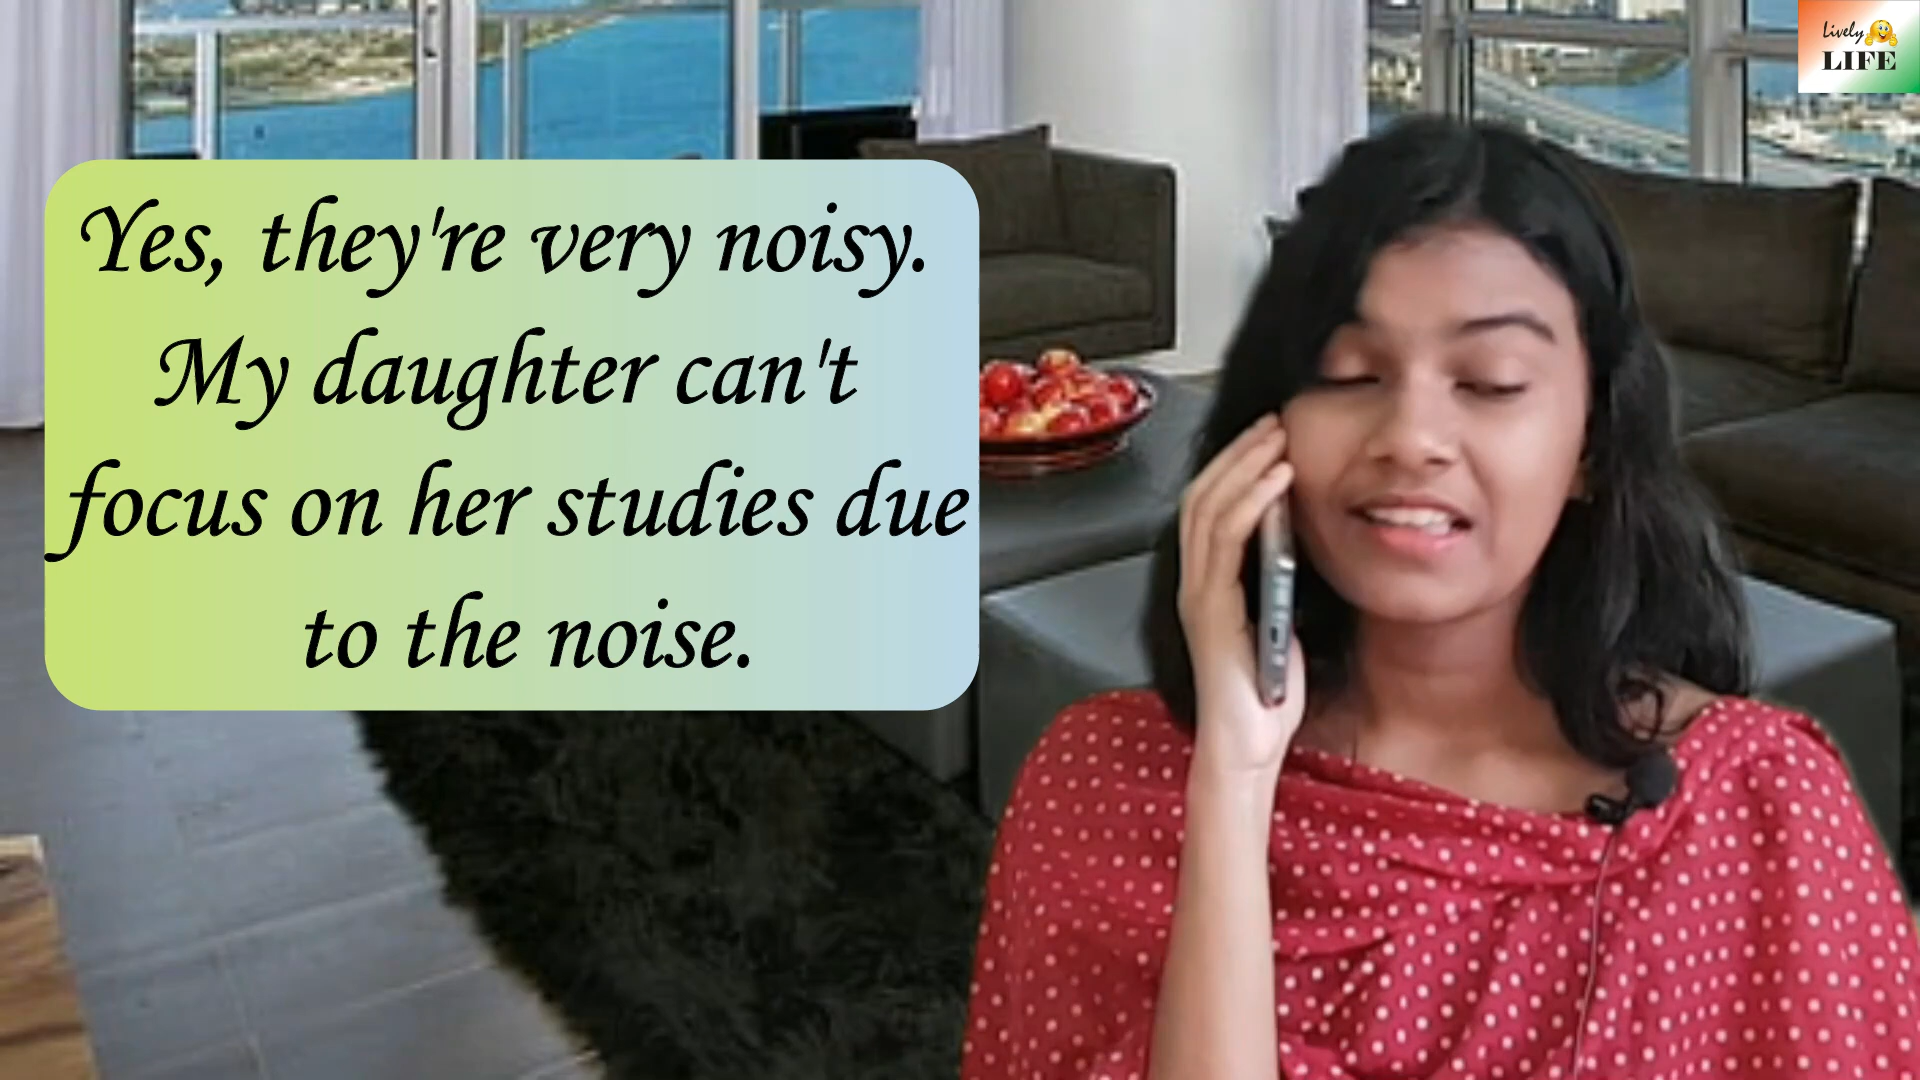 Lively
LIFE
Yes, they're very noisy.
My daughter can't
focus on her studies due
to the noise.